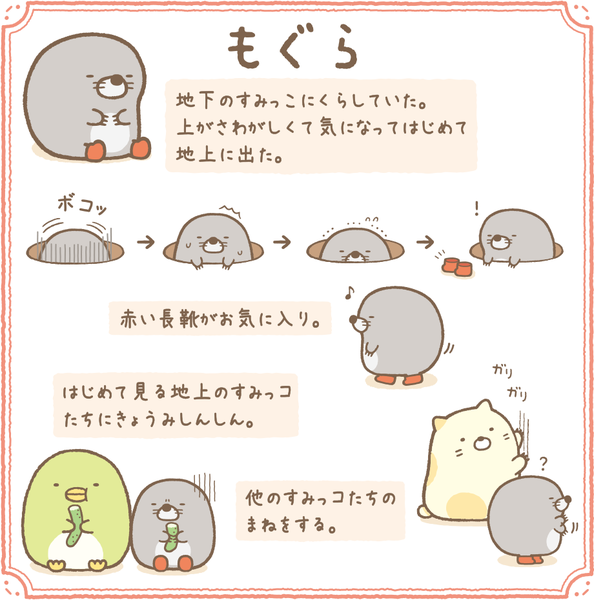 もぐら
地下のすみっこにくらしていた。
上がさわがしくて気になってはじめて
地上に出た。
ボコッ
!
赤い長靴がお気に入り。
♪
はじめて見る地上のすみっコ
たちにきょうみしんしん。
ガリ
ガリ
?
他のすみっコたちの
まねをする。